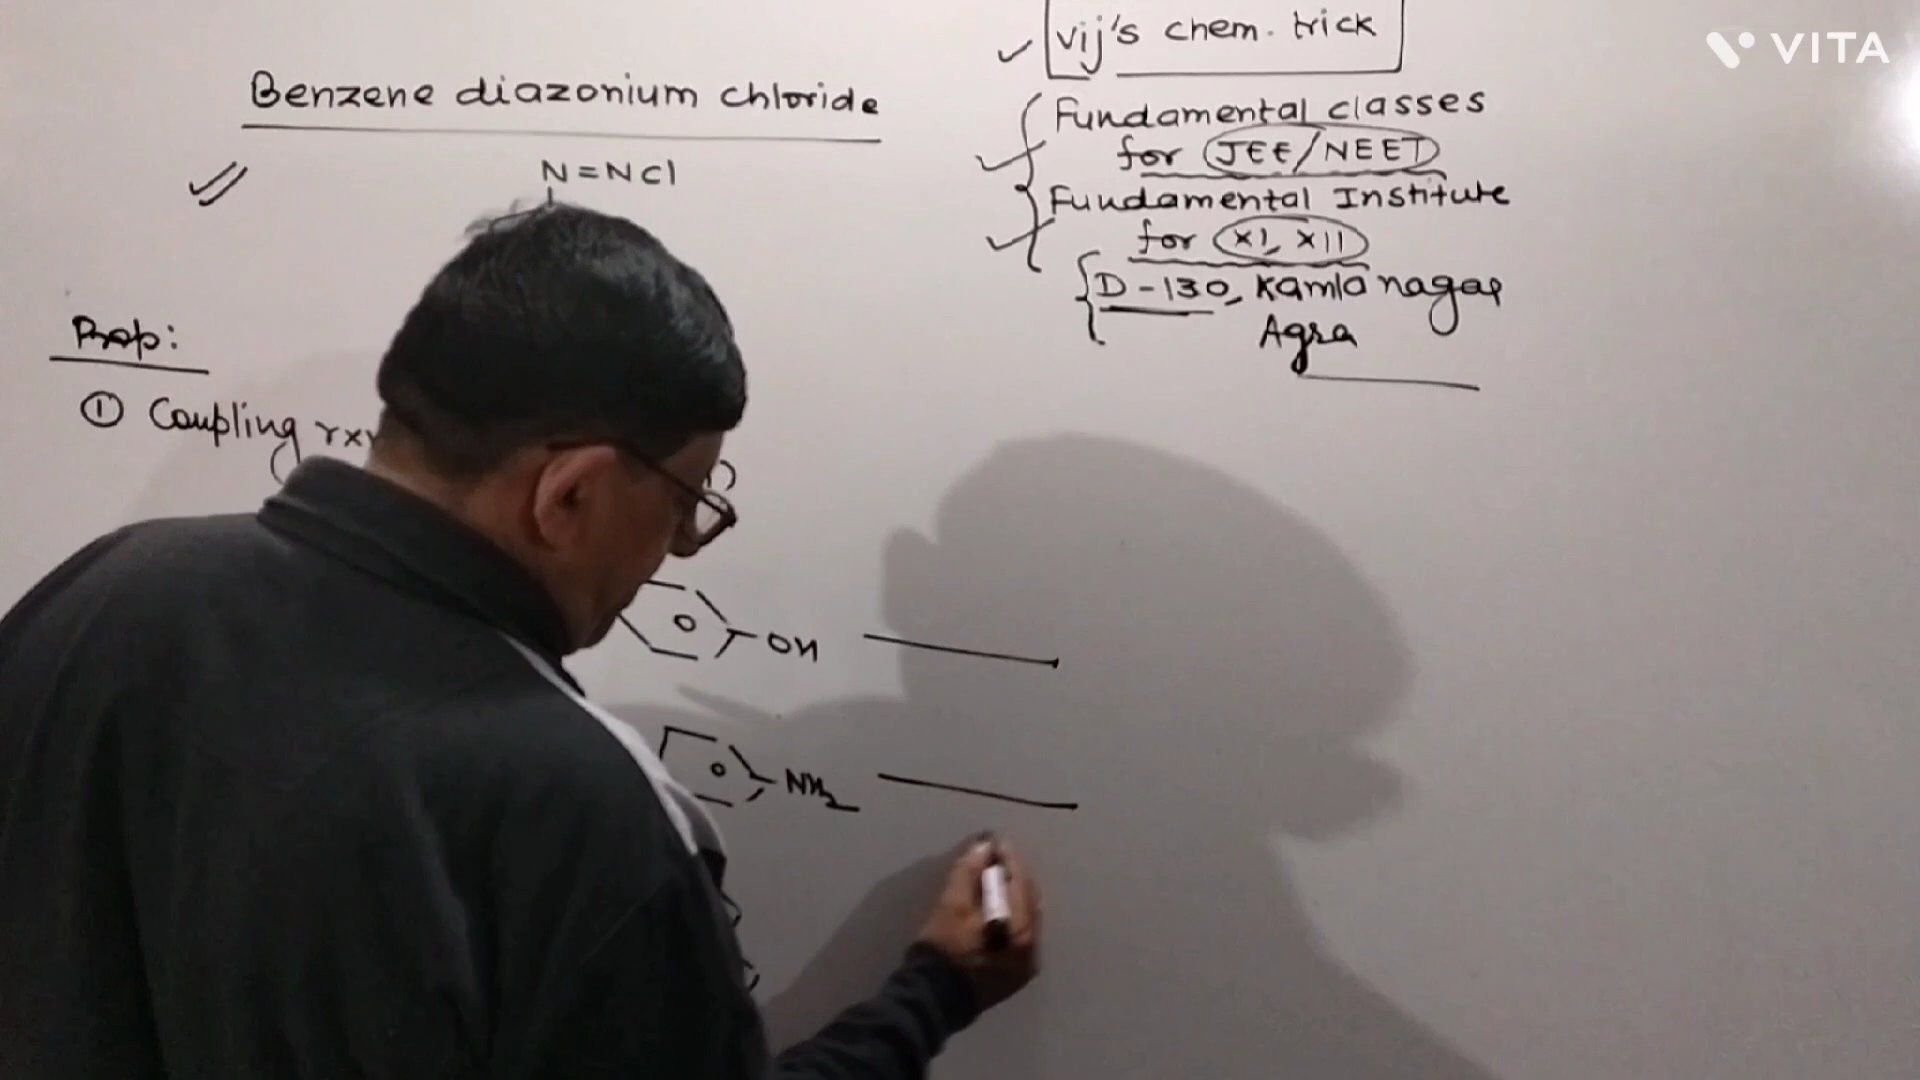 VITA
vij's chem. trick
Benzene diazonium chloride
Fundamental classes
for JEE/NEET
N=NCl
Fundamental Institute
for XI, XII
D-130, Kamla nagar
Agra
Prop:
① Coupling rx
OH
NH2